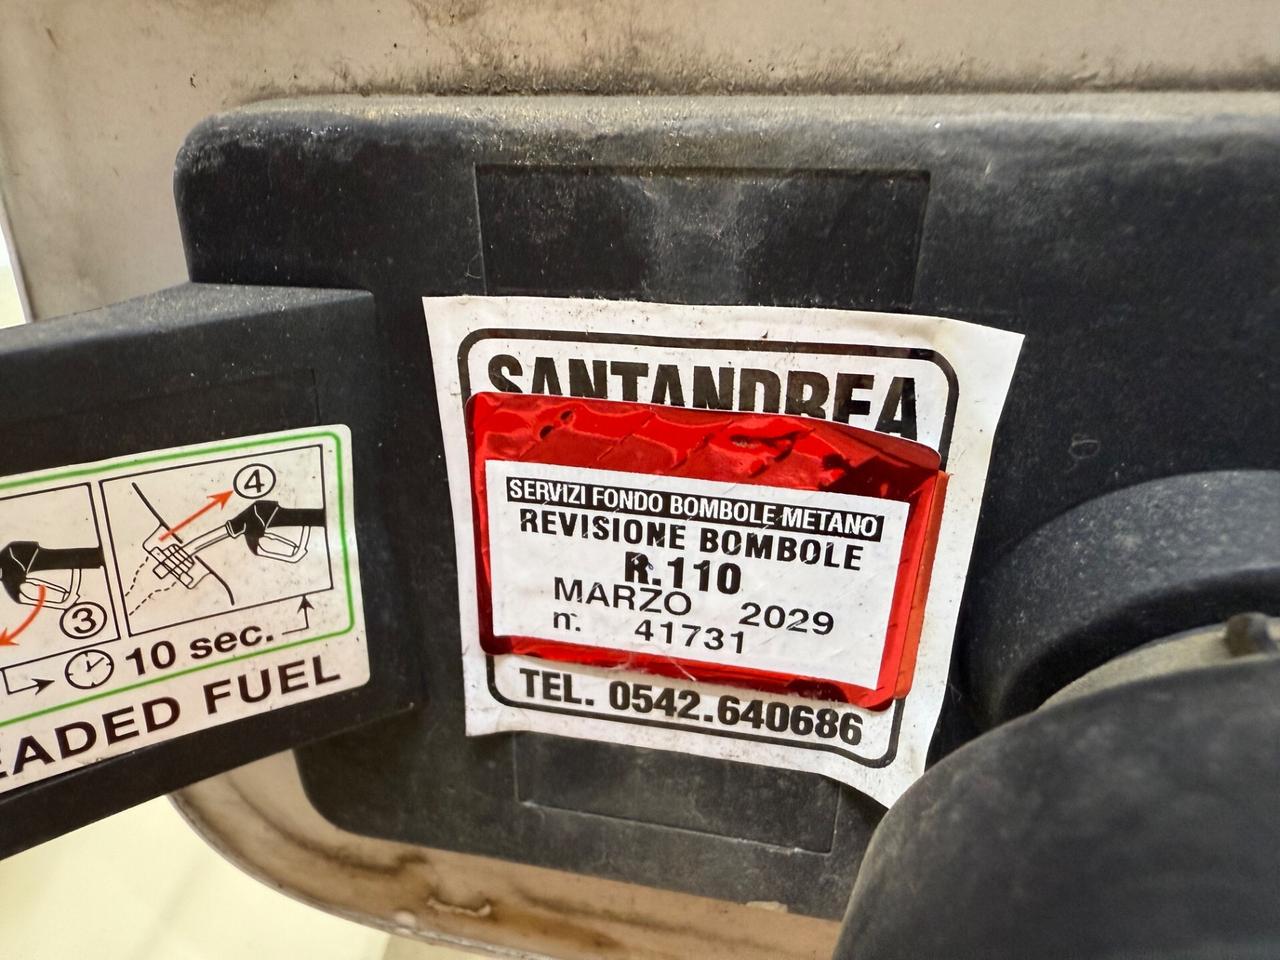 SANTANDREA
SERVIZI FONDO BOMBOLE METANO
REVISIONE BOMBOLE
R.110
MARZO 2029
n. 41731
TEL. 0542.640686
4
3
10 sec.
EADED FUEL